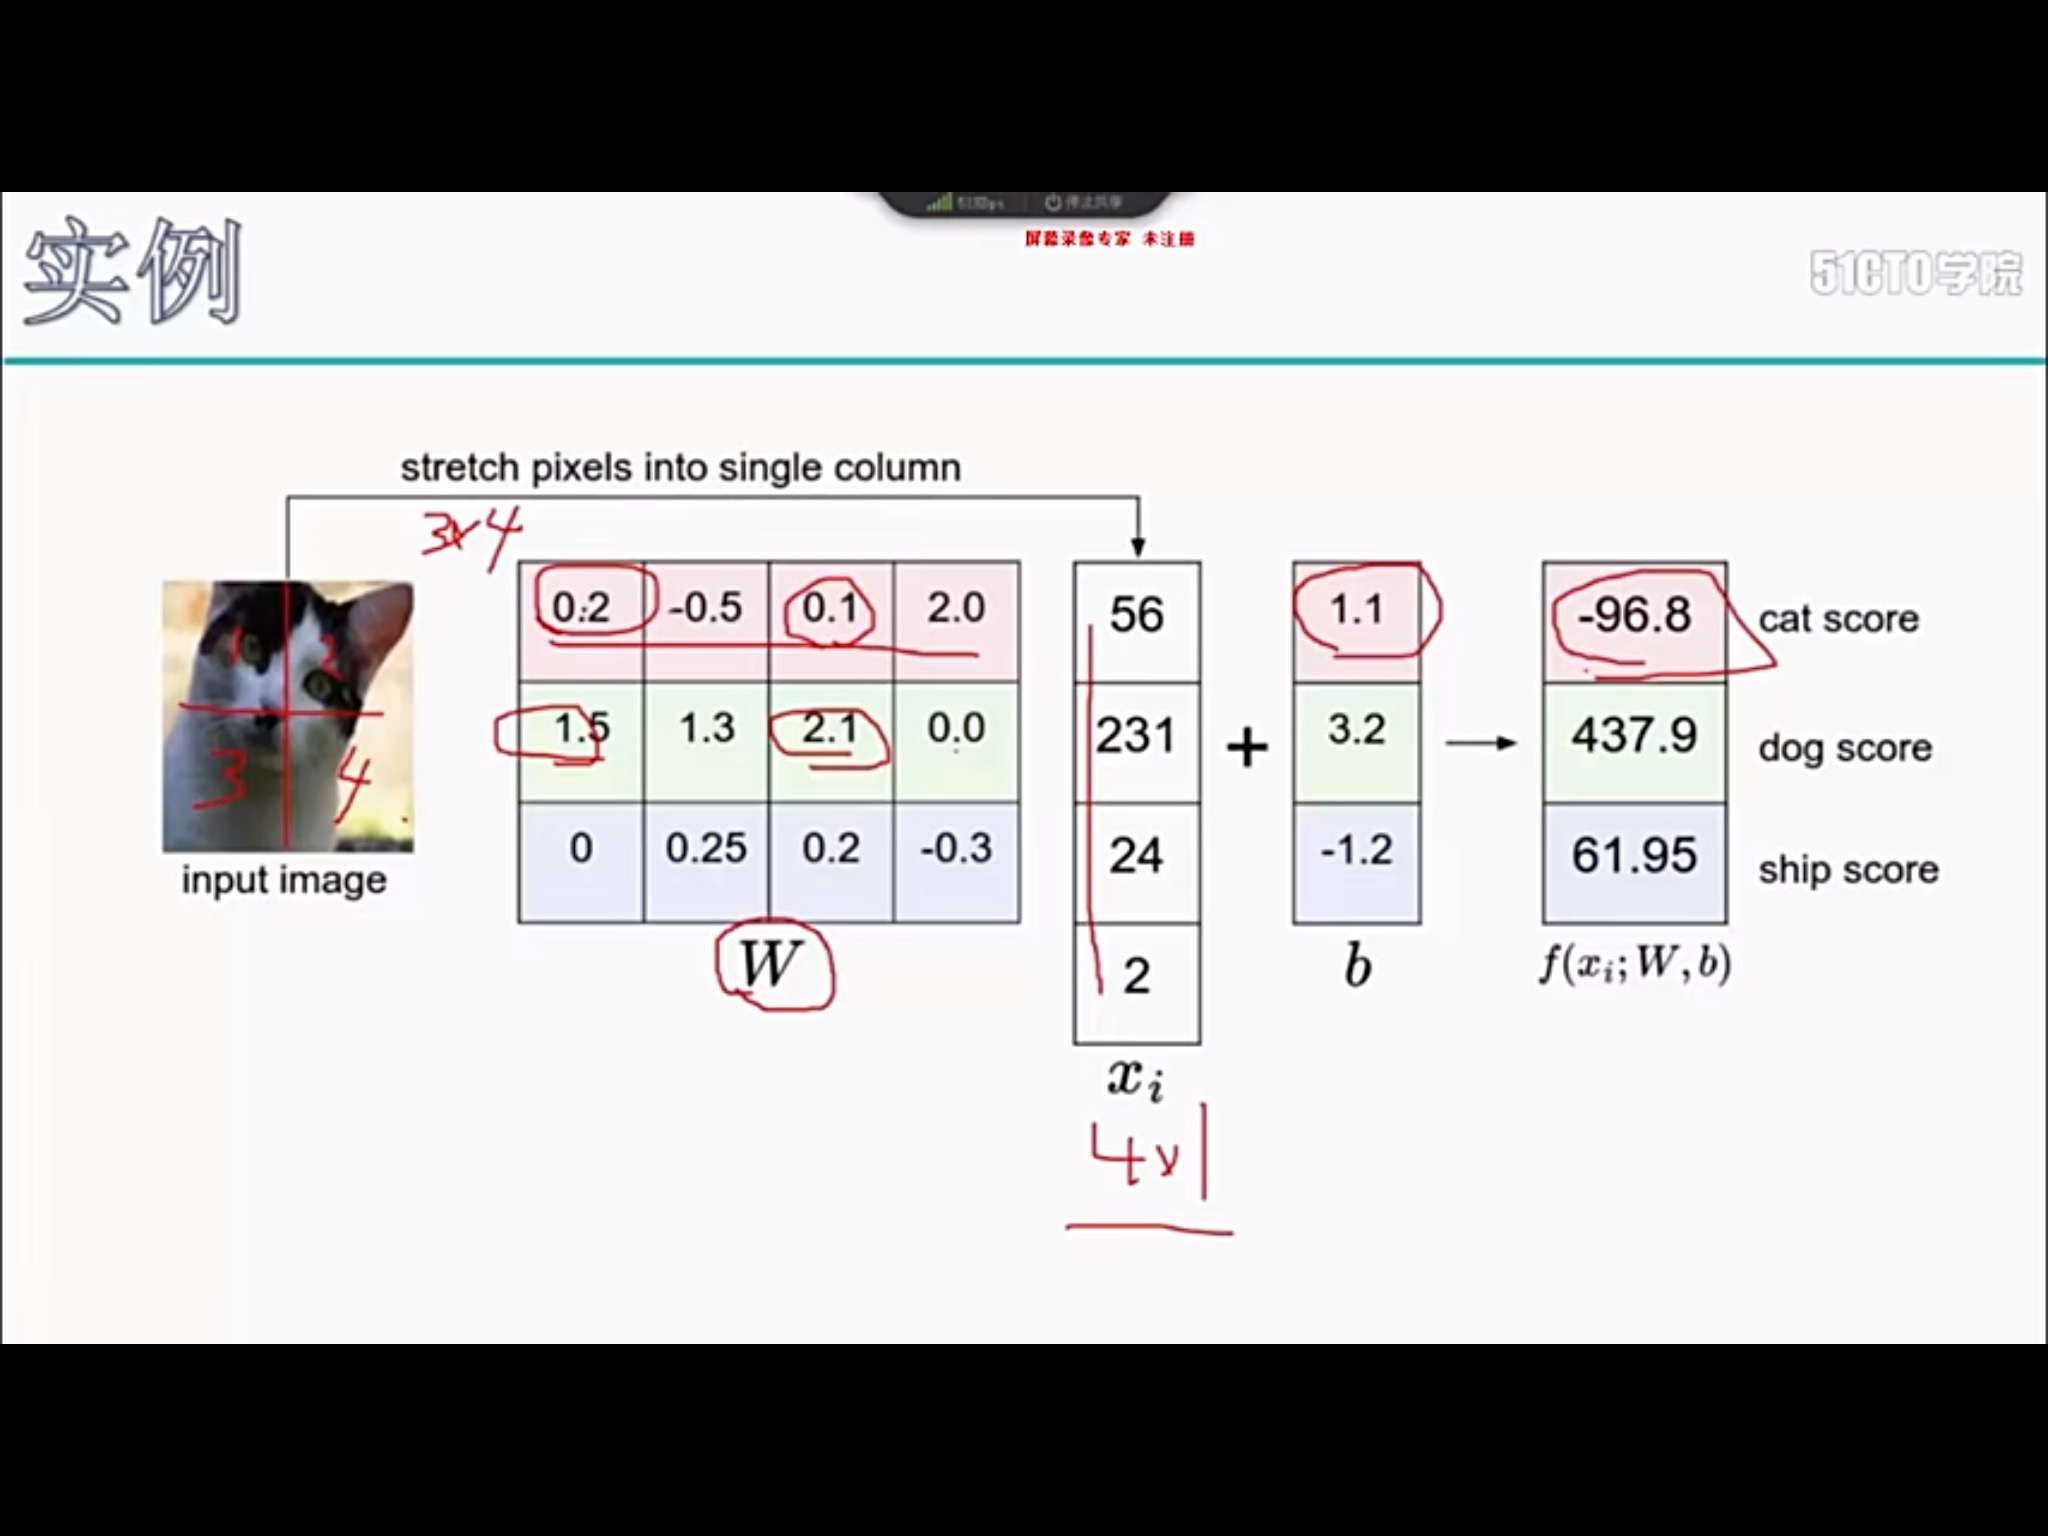 停止共享
屏幕录像专家 未注册
实例
51CTO学院
stretch pixels into single column
3x4
0.2 -0.5 0.1 2.0
1.5 1.3 2.1 0.0
0 0.25 0.2 -0.3
W
1 2
3 4
input image
56
231
24
2
x_i
4x1
+
1.1
3.2
-1.2
b
-96.8 cat score
437.9 dog score
61.95 ship score
f(x_i; W, b)